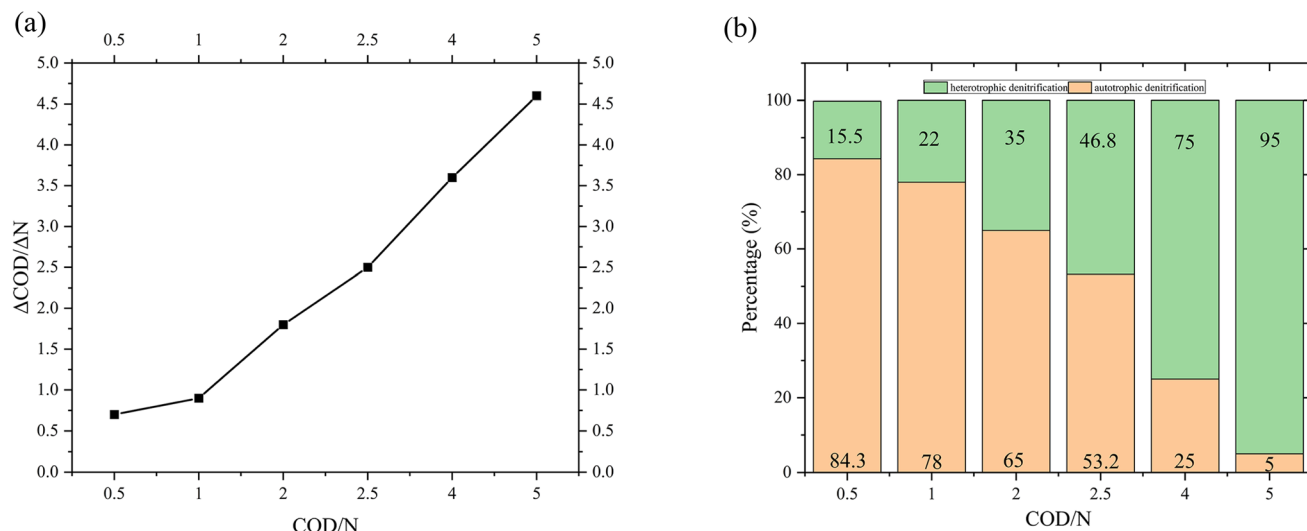 (a)
0.5 1 2 2.5 4 5
5.0 5.0
4.5 4.5
4.0 4.0
3.5 3.5
3.0 3.0
2.5 2.5
2.0 2.0
1.5 1.5
1.0 1.0
0.5 0.5
0.0 0.0
ΔCOD/ΔN
0.5 1 2 2.5 4 5
COD/N
(b)
heterotrophic denitrification autotrophic denitrification
100
80
60
40
20
0
Percentage (%)
15.5 22 35 46.8 75 95
84.3 78 65 53.2 25 5
0.5 1 2 2.5 4 5
COD/N